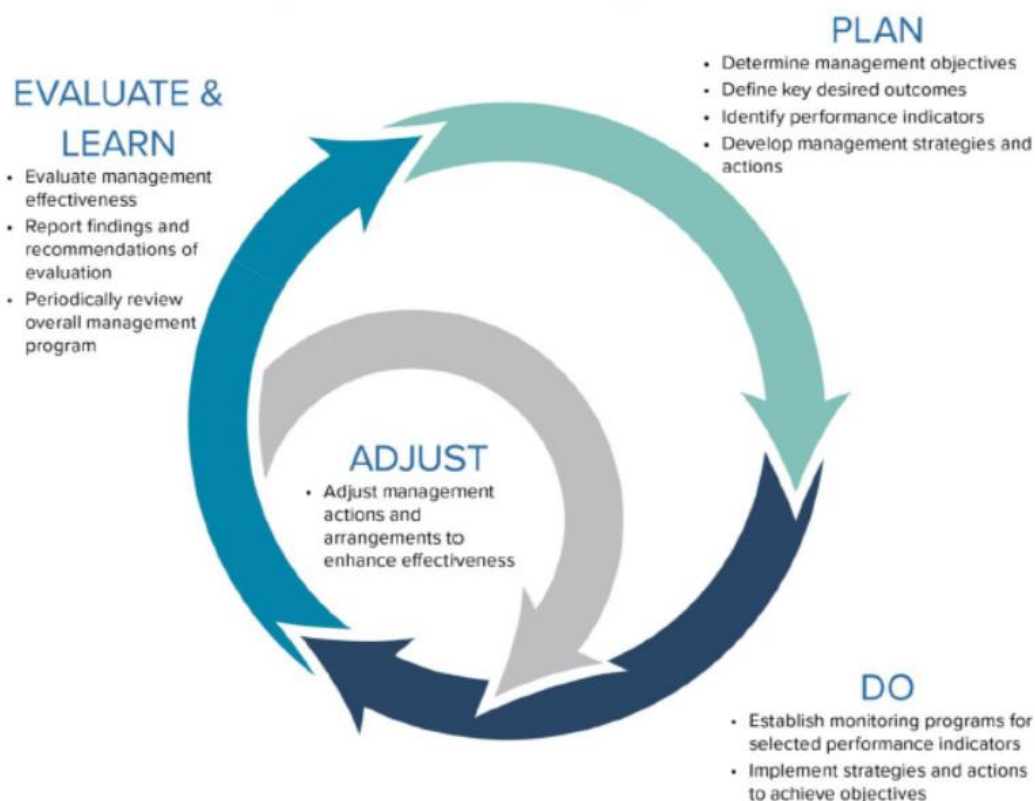 PLAN
• Determine management objectives
• Define key desired outcomes
• Identify performance indicators
• Develop management strategies and
actions
EVALUATE &
LEARN
• Evaluate management
effectiveness
• Report findings and
recommendations of
evaluation
• Periodically review
overall management
program
ADJUST
• Adjust management
actions and
arrangements to
enhance effectiveness
DO
• Establish monitoring programs for
selected performance indicators
• Implement strategies and actions
to achieve objectives